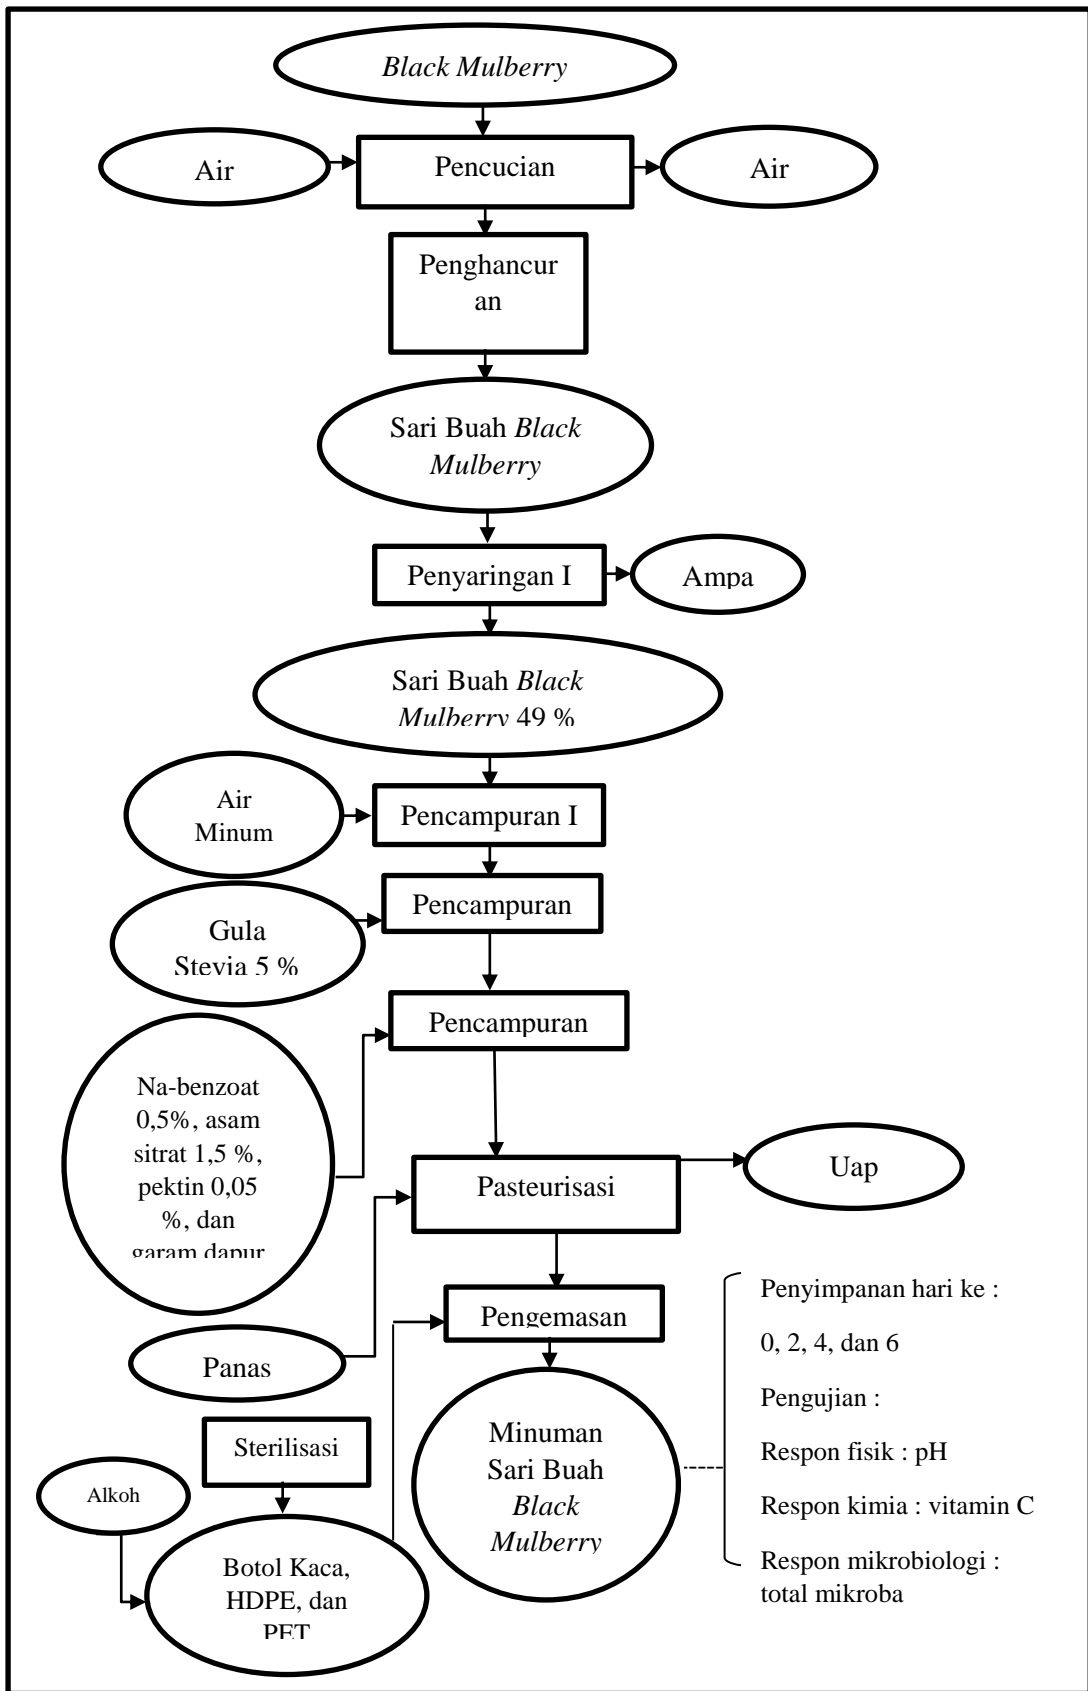 Black Mulberry
Air
Pencucian
Air
Penghancur
an
Sari Buah Black
Mulberry
Penyaringan I
Ampa
Sari Buah Black
Mulberry 49 %
Air
Minum
Pencampuran I
Gula
Stevia 5 %
Pencampuran
Pencampuran
Na-benzoat
0,5%, asam
sitrat 1,5 %,
pektin 0,05
%, dan
garam dapur
Pasteurisasi
Uap
Panas
Pengemasan
Sterilisasi
Alkoh
Botol Kaca,
HDPE, dan
PET
Minuman
Sari Buah
Black
Mulberry
Penyimpanan hari ke :
0, 2, 4, dan 6
Pengujian :
Respon fisik : pH
Respon kimia : vitamin C
Respon mikrobiologi :
total mikroba